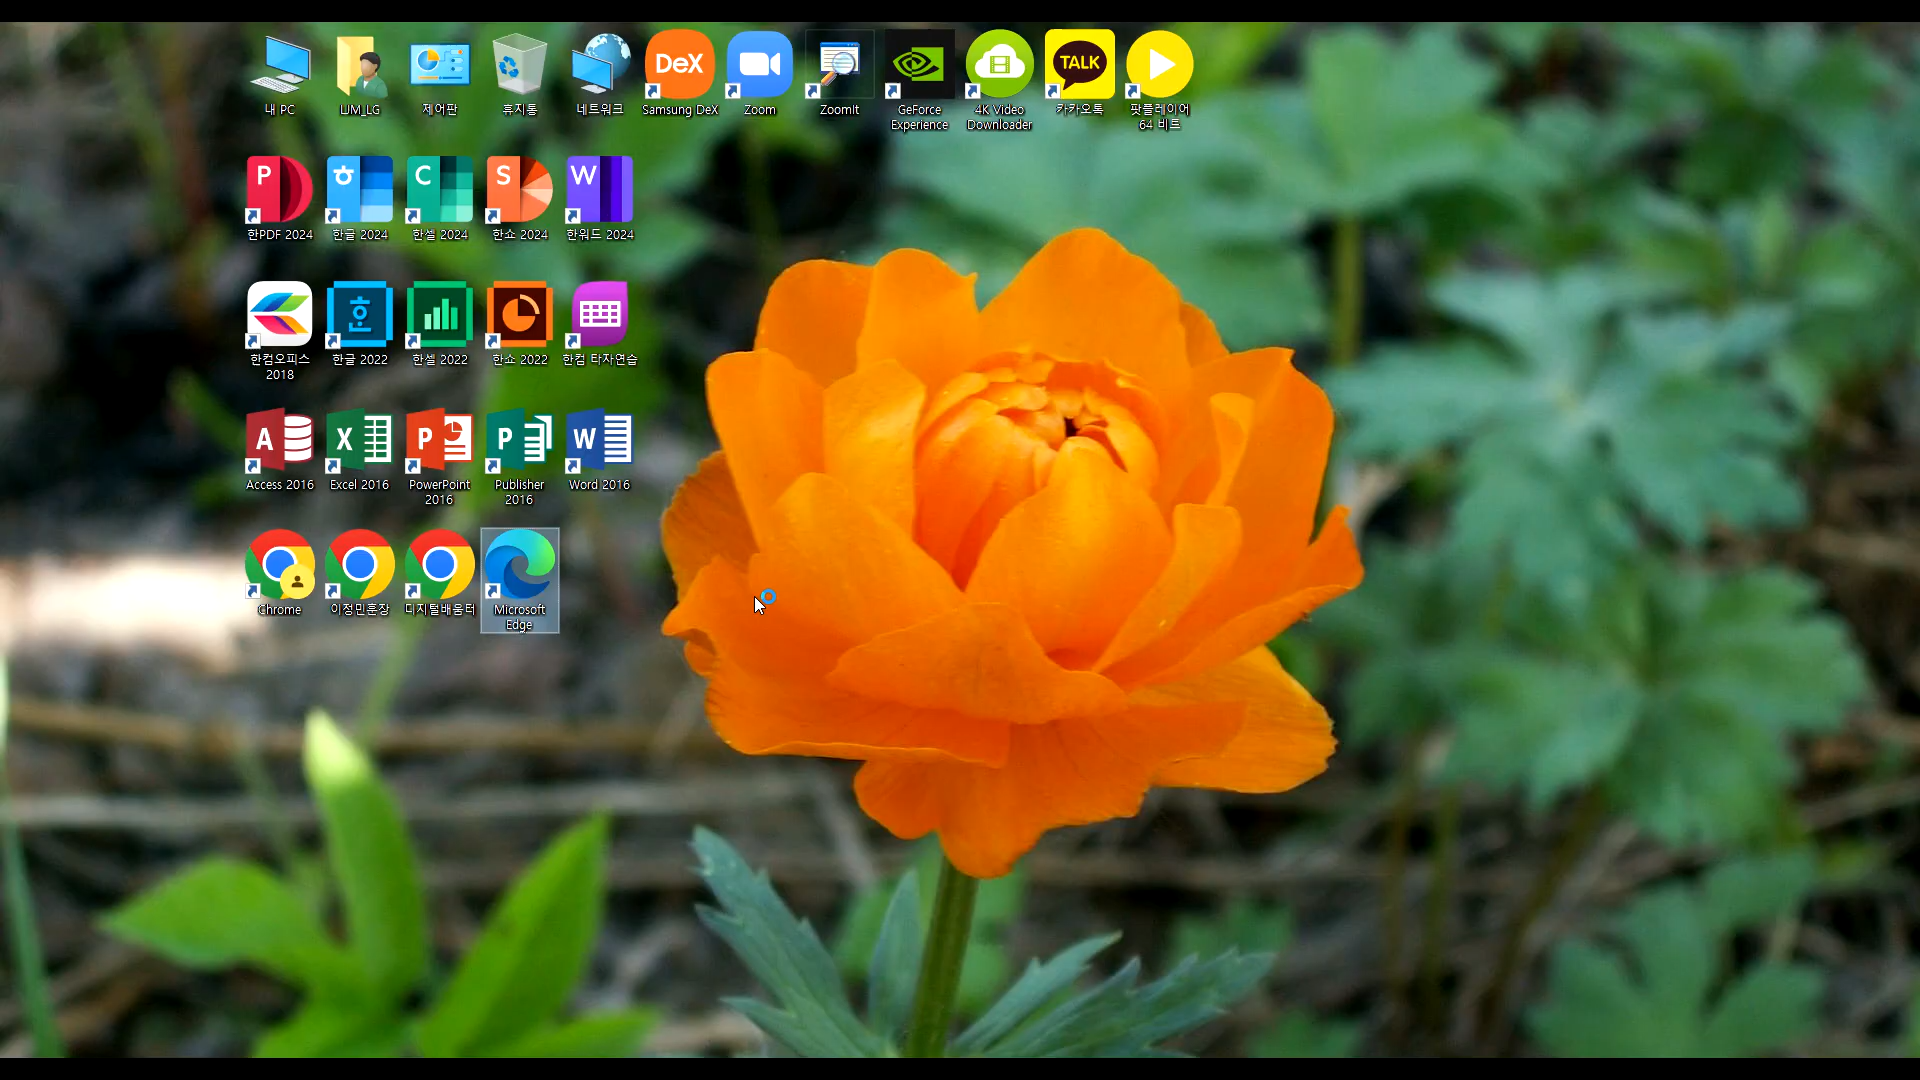 내 PC
LIM_LG
제어판
휴지통
네트워크
DeX
Samsung DeX
Zoom
ZoomIt
GeForce
Experience
4K Video
Downloader
TALK
카카오톡
팟플레이어
64 비트
P
한PDF 2024
ㅎ
한글 2024
C
한셀 2024
S
한쇼 2024
W
한워드 2024
한컴오피스
2018
호
한글 2022
한셀 2022
한쇼 2022
한컴 타자연습
A
Access 2016
X
Excel 2016
P
PowerPoint
2016
P
Publisher
2016
W
Word 2016
Chrome
이정민훈장
디지털배움터
Microsoft
Edge